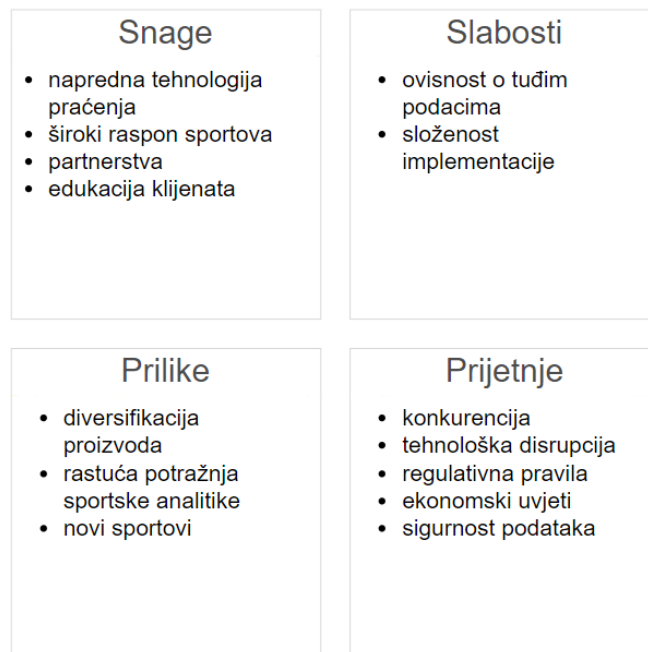 Snage
napredna tehnologija
praćenja
široki raspon sportova
partnerstva
edukacija klijenata
Slabosti
ovisnost o tuđim
podacima
složenost
implementacije
Prilike
diversifikacija
proizvoda
rastuća potražnja
sportske analitike
novi sportovi
Prijetnje
konkurencija
tehnološka disrupcija
regulativna pravila
ekonomski uvjeti
sigurnost podataka